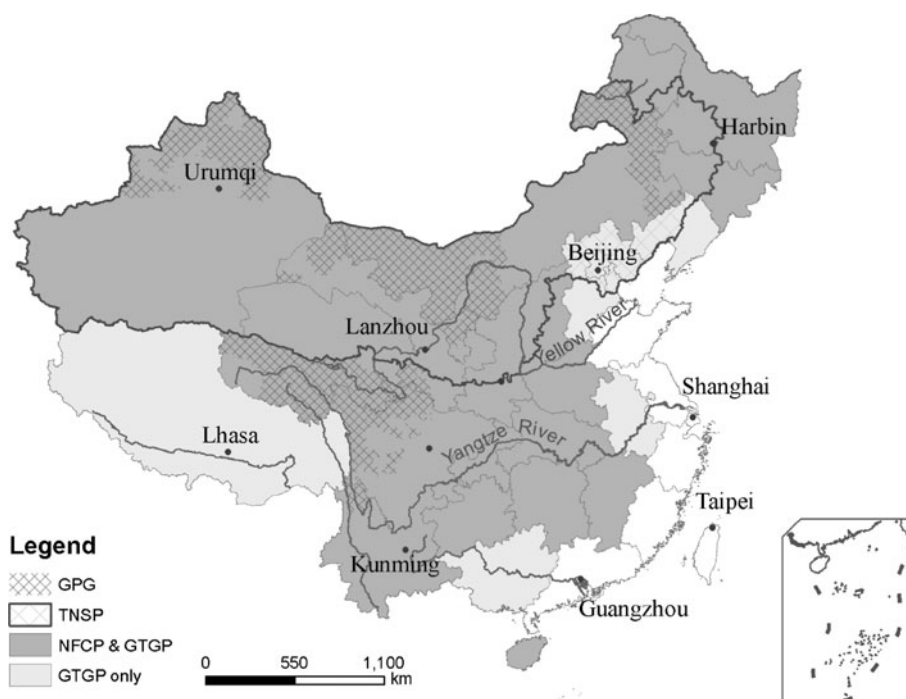 Harbin
Urumqi
Beijing
Lanzhou
Yellow River
Shanghai
Lhasa
Yangtze River
Taipei
Kunming
Guangzhou
Legend
GPG
TNSP
NFCP & GTGP
GTGP only
0 550 1,100
km